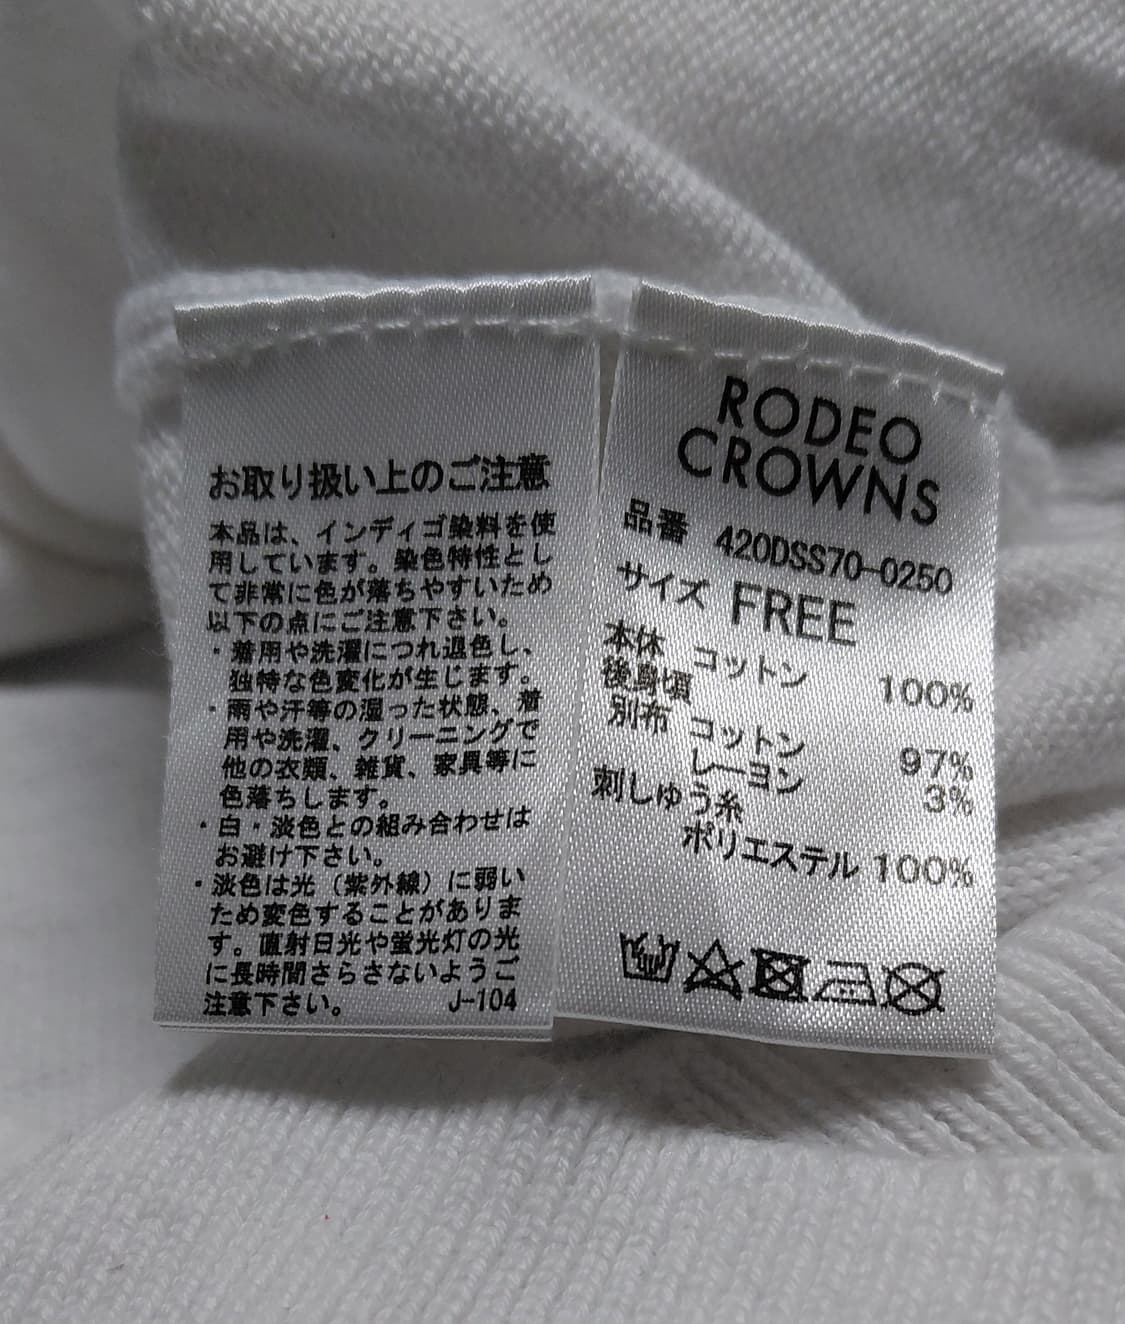 お取り扱い上のご注意
本品は、インディゴ染料を使
用しています。染色特性とし
て非常に色が落ちやすいため
以下の点にご注意下さい。
・着用や洗濯につれ退色し、
独特な色変化が生じます。
・雨や汗等の湿った状態、着
用や洗濯、クリーニングで
他の衣類、雑貨、家具等に
色落ちします。
・白・淡色との組み合わせは
お避け下さい。
・淡色は光（紫外線）に弱い
ため変色することがありま
す。直射日光や蛍光灯の光
に長時間さらさないようご
注意下さい。 J-104
RODEO
CROWNS
品番 420DSS70-0250
サイズ FREE
本体 コットン 100%
後身頃
別布 コットン 97%
レーヨン 3%
刺しゅう糸
ポリエステル 100%